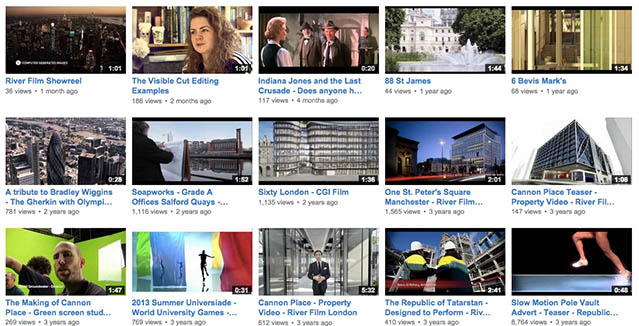 COMPUTER GENERATED IMAGES
1:01
1:01
0:20
1:44
1:34
River Film Showreel
36 views • 1 month ago
The Visible Cut Editing
Examples
186 views • 2 months ago
Indiana Jones and the Last
Crusade - Does anyone h...
117 views • 4 months ago
88 St James
44 views • 1 year ago
6 Bevis Mark's
68 views • 1 year ago
0:28
1:52
1:36
2:01
1:08
A tribute to Bradley Wiggins
- The Gherkin with Olympi...
781 views • 2 years ago
Soapworks - Grade A
Offices Salford Quays -...
1,116 views • 2 years ago
Sixty London - CGI Film
1,135 views • 2 years ago
One St. Peter's Square
Manchester - River Film...
1,565 views • 3 years ago
Cannon Place Teaser -
Property Video - River Fil...
147 views • 3 years ago
1:47
0:31
5:32
2:41
0:48
The Making of Cannon
Place - Green screen stud...
269 views • 3 years ago
2013 Summer Universiade -
World University Games -...
769 views • 3 years ago
Cannon Place - Property
Video - River Film London
612 views • 3 years ago
The Republic of Tatarstan -
Designed to Perform - Riv...
410 views • 3 years ago
Slow Motion Pole Vault
Advert - Teaser - Produc...
8,764 views • 3 years ago